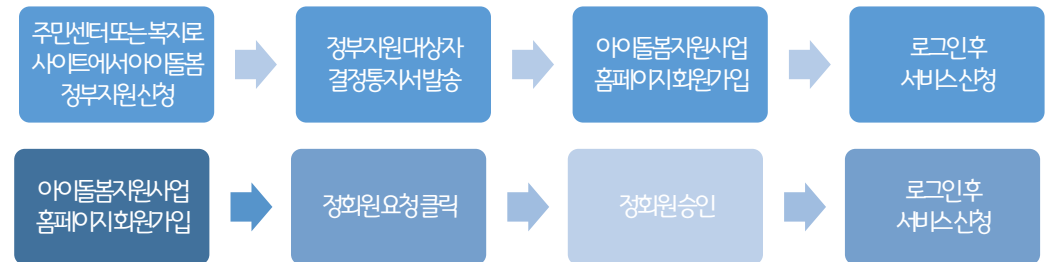 주민센터 또는 복지로
사이트에서 아이돌봄
정부지원 신청
정부지원 대상자
결정통지서 발송
아이돌봄지원사업
홈페이지 회원가입
로그인 후
서비스 신청
아이돌봄지원사업
홈페이지 회원가입
정회원 요청 클릭
정회원 승인
로그인 후
서비스 신청